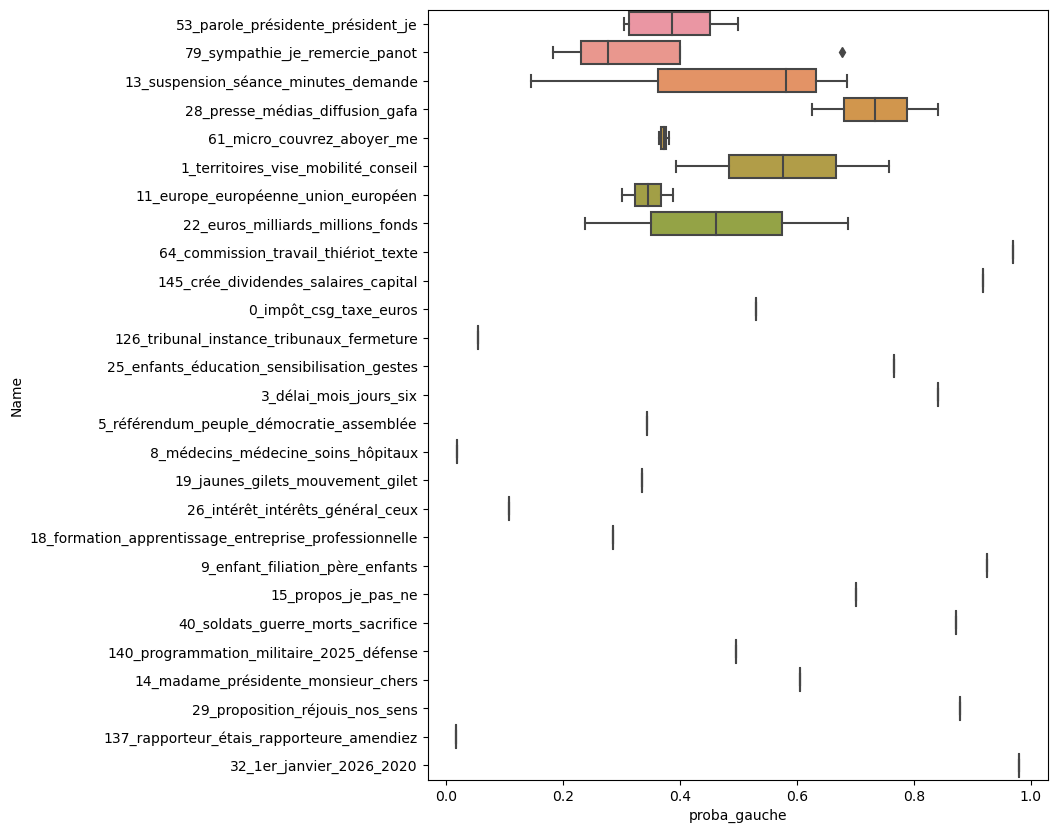 53_parole_présidente_président_je
79_sympathie_je_remercie_panot
13_suspension_séance_minutes_demande
28_presse_médias_diffusion_gafa
61_micro_couvrez_aboyer_me
1_territoires_vise_mobilité_conseil
11_europe_européenne_union_européen
22_euros_milliards_millions_fonds
64_commission_travail_thiériot_texte
145_crée_dividendes_salaires_capital
0_impôt_csg_taxe_euros
126_tribunal_instance_tribunaux_fermeture
25_enfants_éducation_sensibilisation_gestes
3_délai_mois_jours_six
5_référendum_peuple_démocratie_assemblée
8_médecins_médecine_soins_hôpitaux
19_jaunes_gilets_mouvement_gilet
26_intérêt_intérêts_général_ceux
18_formation_apprentissage_entreprise_professionnelle
9_enfant_filiation_père_enfants
15_propos_je_pas_ne
40_soldats_guerre_morts_sacrifice
140_programmation_militaire_2025_défense
14_madame_présidente_monsieur_chers
29_proposition_réjouis_nos_sens
137_rapporteur_étais_rapporteure_amendiez
32_1er_janvier_2026_2020
Name
0.0 0.2 0.4 0.6 0.8 1.0
proba_gauche